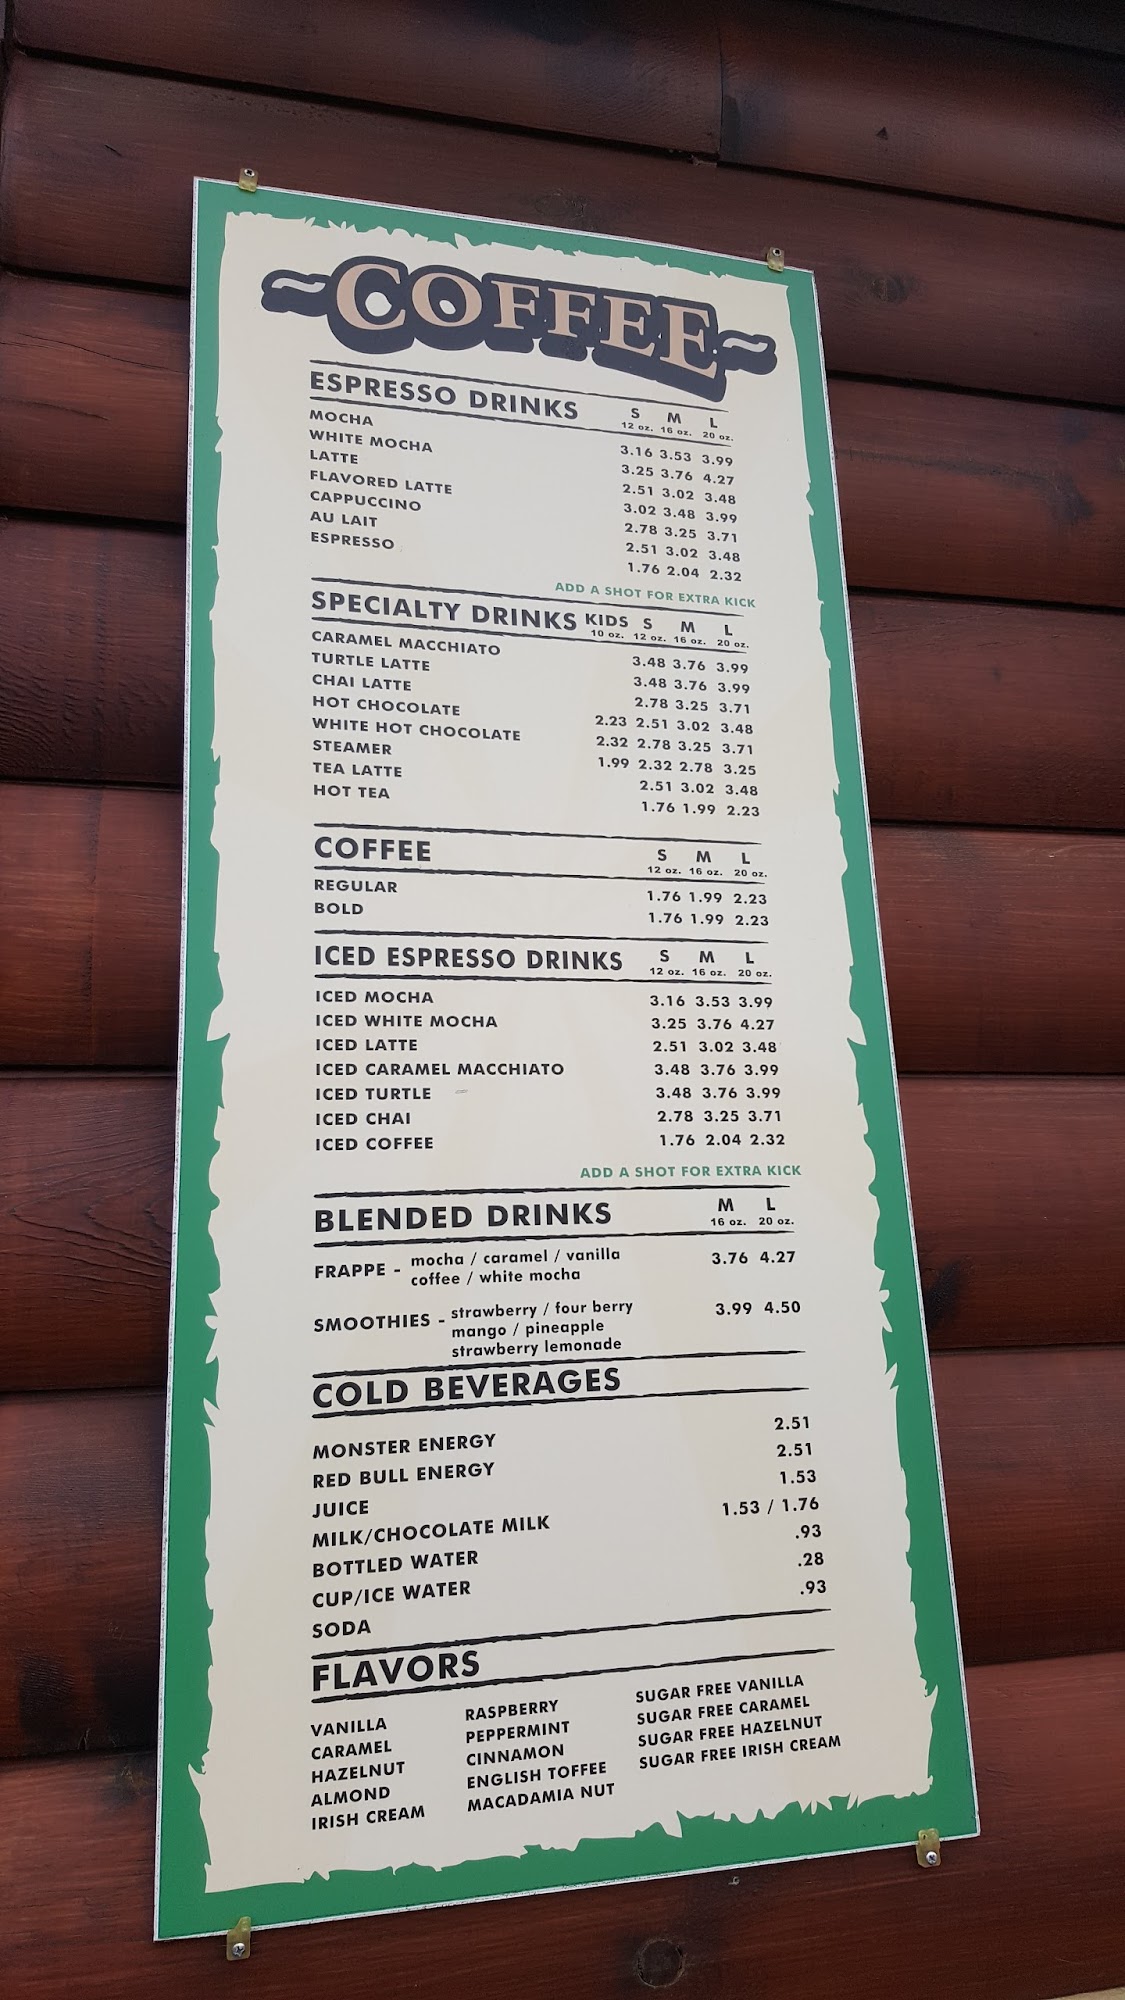 ~COFFEE~
ESPRESSO DRINKS S M L
12 oz. 16 oz. 20 oz.
MOCHA 3.16 3.53 3.99
WHITE MOCHA 3.25 3.76 4.27
LATTE 2.51 3.02 3.48
FLAVORED LATTE 3.02 3.48 3.99
CAPPUCCINO 2.78 3.25 3.71
AU LAIT 2.51 3.02 3.48
ESPRESSO 1.76 2.04 2.32
ADD A SHOT FOR EXTRA KICK
SPECIALTY DRINKS KIDS S M L
10 oz. 12 oz. 16 oz. 20 oz.
CARAMEL MACCHIATO 3.48 3.76 3.99
TURTLE LATTE 3.48 3.76 3.99
CHAI LATTE 2.78 3.25 3.71
HOT CHOCOLATE 2.23 2.51 3.02 3.48
WHITE HOT CHOCOLATE 2.32 2.78 3.25 3.71
STEAMER 1.99 2.32 2.78 3.25
TEA LATTE 2.51 3.02 3.48
HOT TEA 1.76 1.99 2.23
COFFEE S M L
12 oz. 16 oz. 20 oz.
REGULAR 1.76 1.99 2.23
BOLD 1.76 1.99 2.23
ICED ESPRESSO DRINKS S M L
12 oz. 16 oz. 20 oz.
ICED MOCHA 3.16 3.53 3.99
ICED WHITE MOCHA 3.25 3.76 4.27
ICED LATTE 2.51 3.02 3.48
ICED CARAMEL MACCHIATO 3.48 3.76 3.99
ICED TURTLE 3.48 3.76 3.99
ICED CHAI 2.78 3.25 3.71
ICED COFFEE 1.76 2.04 2.32
ADD A SHOT FOR EXTRA KICK
BLENDED DRINKS M L
16 oz. 20 oz.
FRAPPE - mocha / caramel / vanilla 3.76 4.27
coffee / white mocha
SMOOTHIES - strawberry / four berry 3.99 4.50
mango / pineapple
strawberry lemonade
COLD BEVERAGES
MONSTER ENERGY 2.51
RED BULL ENERGY 2.51
JUICE 1.53
MILK/CHOCOLATE MILK 1.53 / 1.76
BOTTLED WATER .93
CUP/ICE WATER .28
SODA .93
FLAVORS
VANILLA RASPBERRY SUGAR FREE VANILLA
CARAMEL PEPPERMINT SUGAR FREE CARAMEL
HAZELNUT CINNAMON SUGAR FREE HAZELNUT
ALMOND ENGLISH TOFFEE SUGAR FREE IRISH CREAM
IRISH CREAM MACADAMIA NUT